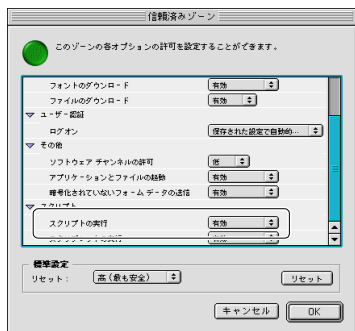 信頼済みゾーン
このゾーンの各オプションの許可を設定することができます。
フォントのダウンロード 有効
ファイルのダウンロード 有効
ユーザー認証
ログオン 保存された設定で自動的…
その他
ソフトウェア チャンネルの許可 低
アプリケーションとファイルの起動 有効
暗号化されていないフォーム データの送信 有効
スクリプト
スクリプトの実行 有効
標準設定
リセット： 高（最も安全） リセット
キャンセル OK